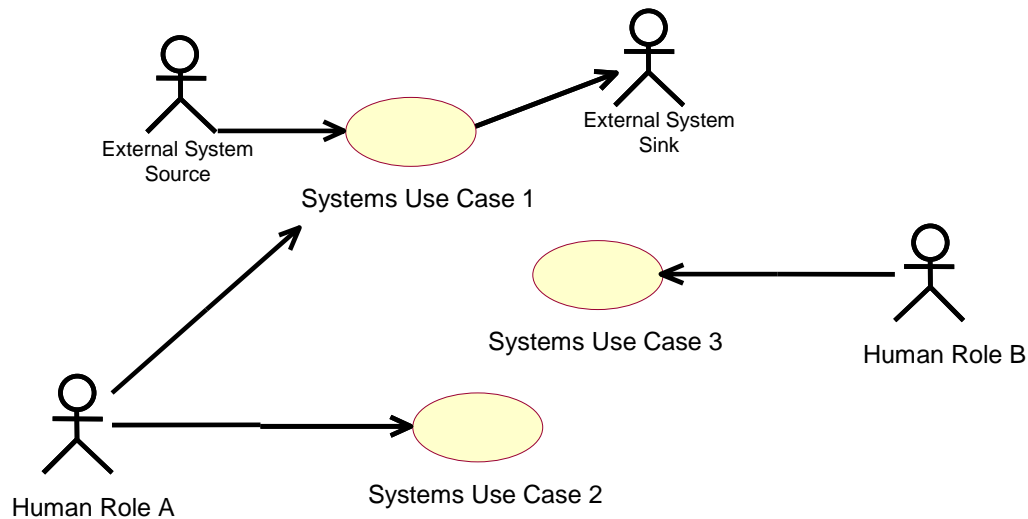 External System
Source
External System
Sink
Systems Use Case 1
Systems Use Case 3
Human Role B
Systems Use Case 2
Human Role A